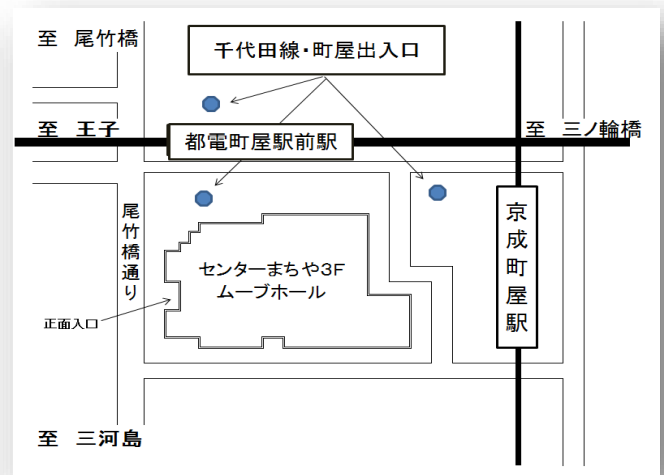 至 尾竹橋
千代田線・町屋出入口
至 王子
都電町屋駅前駅
至 三ノ輪橋
尾竹橋通り
京成町屋駅
センターまちや3F
ムーブホール
正面入口
至 三河島